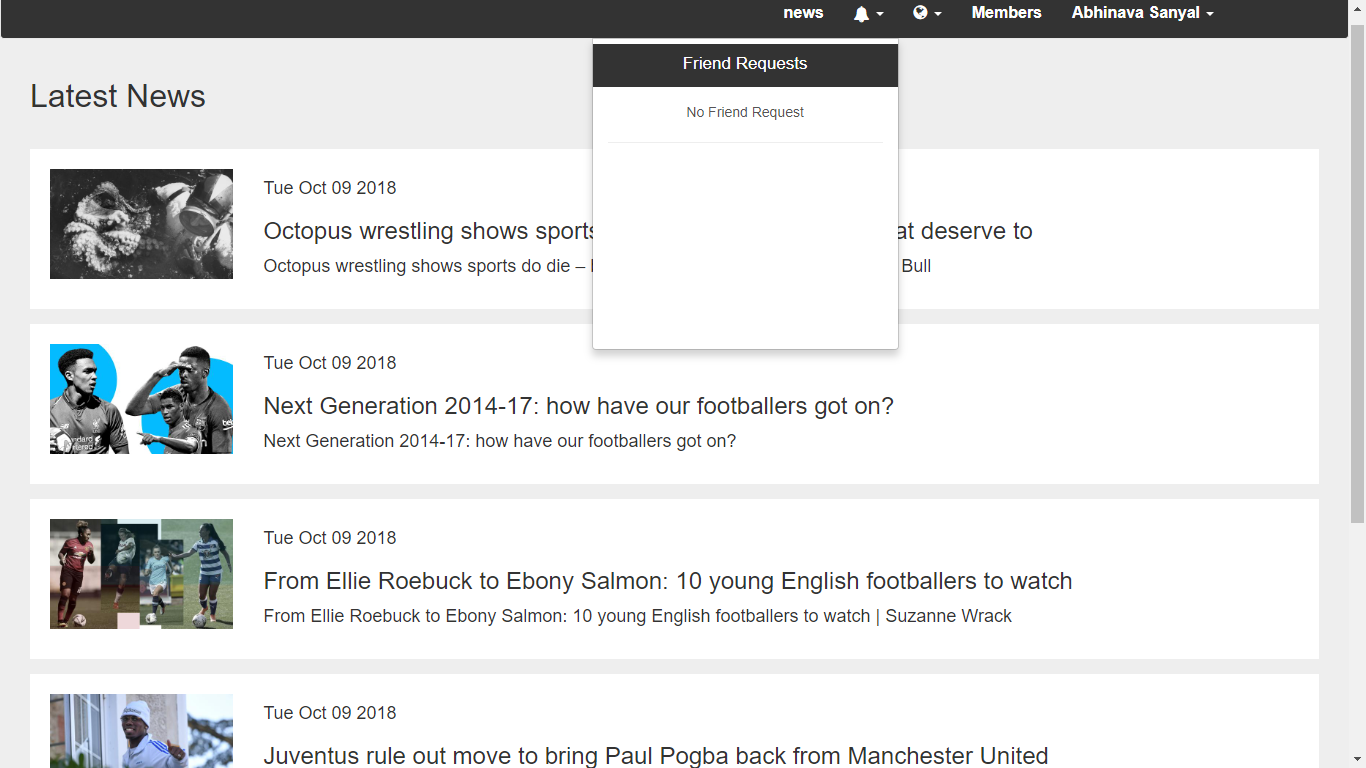 news
Members
Abhinava Sanyal
Friend Requests
No Friend Request
Latest News
Tue Oct 09 2018
Octopus wrestling shows sports at deserve to
Octopus wrestling shows sports do die – Bull
Tue Oct 09 2018
Next Generation 2014-17: how have our footballers got on?
Next Generation 2014-17: how have our footballers got on?
Tue Oct 09 2018
From Ellie Roebuck to Ebony Salmon: 10 young English footballers to watch
From Ellie Roebuck to Ebony Salmon: 10 young English footballers to watch | Suzanne Wrack
Tue Oct 09 2018
Juventus rule out move to bring Paul Pogba back from Manchester United